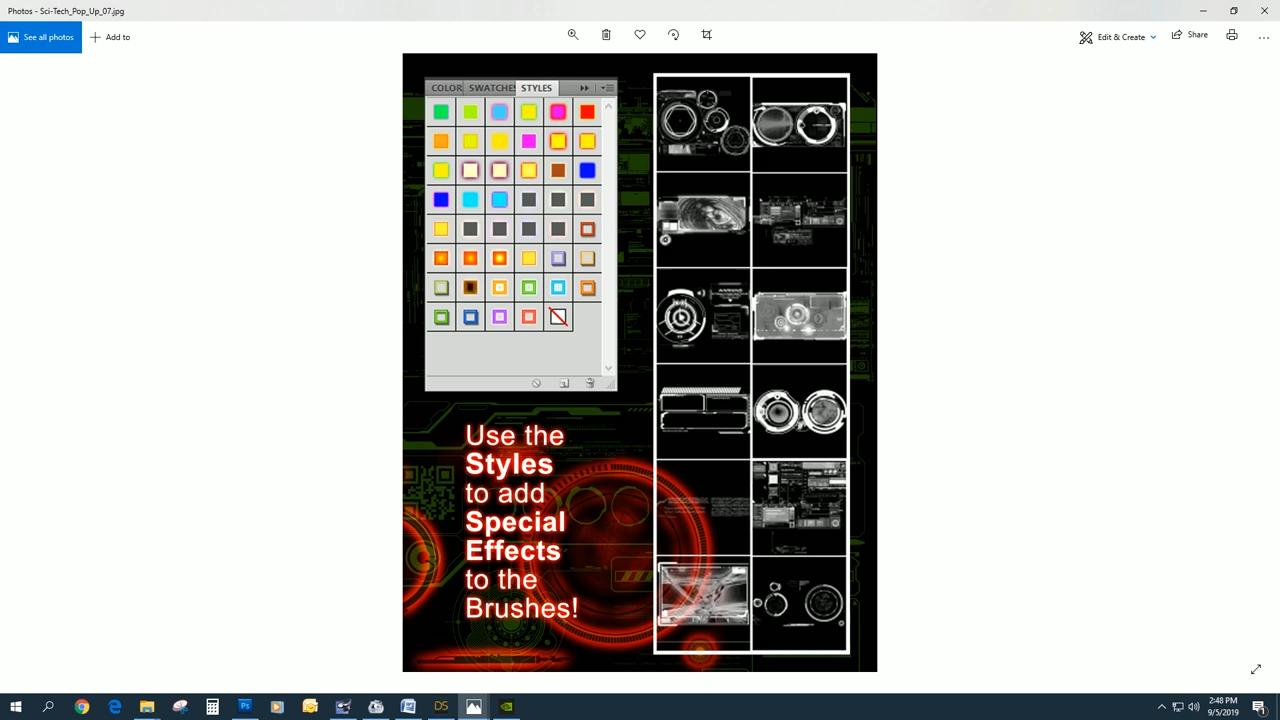 Photos - Sci-Tech_Pop_Up_07.jpg
See all photos
Add to
Edit & Create
Share
COLOR SWATCHES STYLES
Use the
Styles
to add
Special
Effects
to the
Brushes!
2:48 PM
9/5/2019